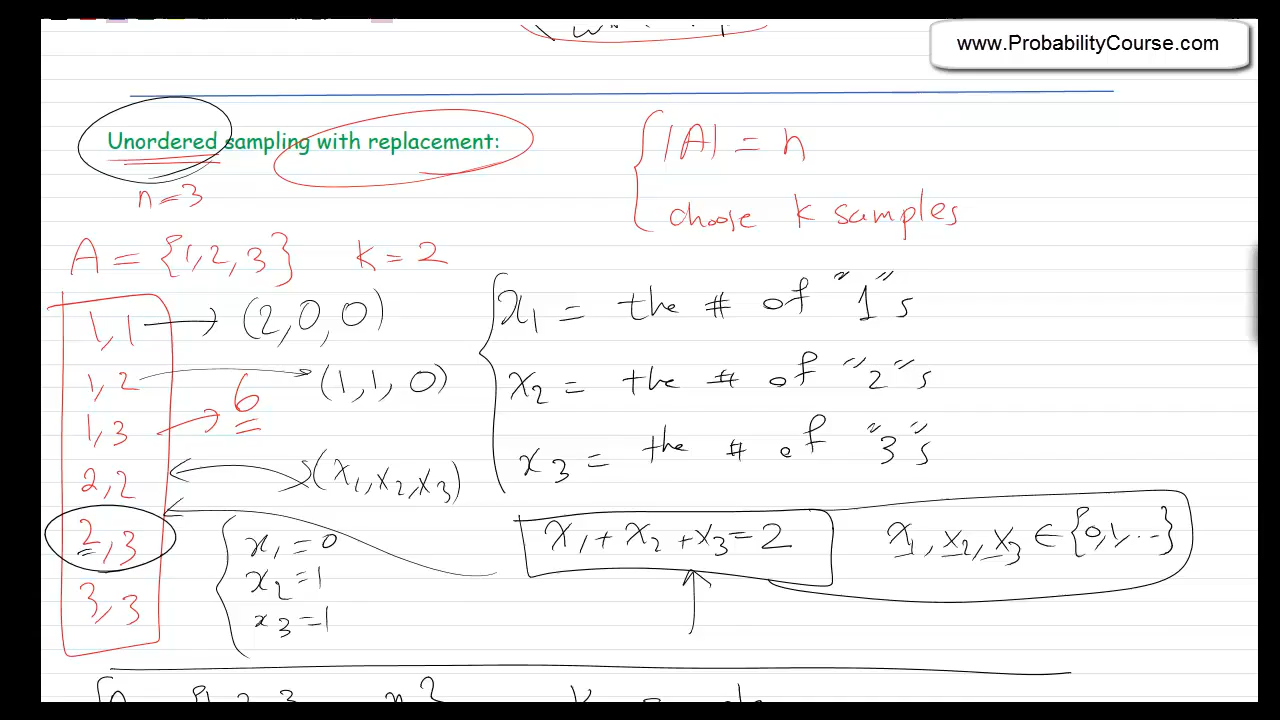 www.ProbabilityCourse.com
Unordered sampling with replacement:
|A| = n
choose k samples
n=3
A = {1,2,3} k = 2
1,1 → (2,0,0)
1,2 → (1,1,0)
1,3 → 6
2,2
2,3
3,3
(x1,x2,x3)
x1 = the # of "1"s
x2 = the # of "2"s
x3 = the # of "3"s
x1=0
x2=1
x3=1
x1+x2+x3=2 x1,x2,x3 ∈ {0,1,...}